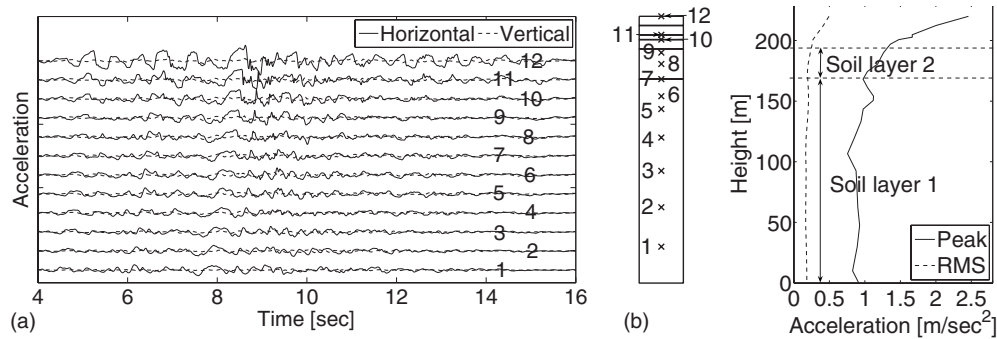 Horizontal Vertical
Acceleration
12
11
10
9
8
7
6
5
4
3
2
1
4 6 8 10 12 14 16
Time [sec]
(a)
12
11
10
9
8
7
6
5
4
3
2
1
(b)
200
150
100
50
0
Height [m]
Soil layer 2
Soil layer 1
Peak
RMS
0 0.5 1 1.5 2 2.5
Acceleration [m/sec²]